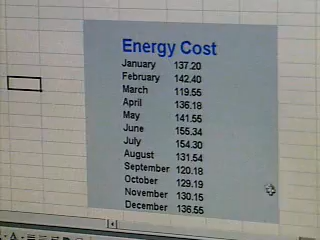 Energy Cost
January 137.20
February 142.40
March 119.55
April 136.18
May 141.55
June 155.34
July 154.30
August 131.54
September 120.18
October 129.19
November 130.15
December 136.55